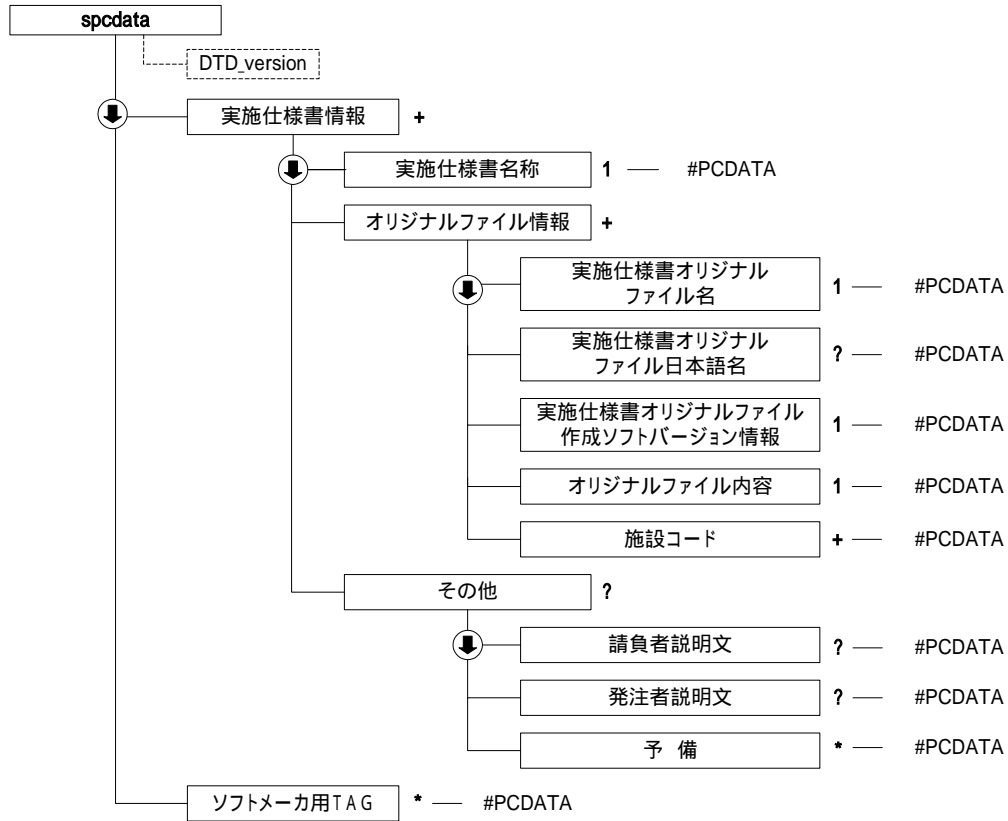 spcdata
DTD_version
実施仕様書情報 +
実施仕様書名称 1 #PCDATA
オリジナルファイル情報 +
実施仕様書オリジナル
ファイル名 1 #PCDATA
実施仕様書オリジナル
ファイル日本語名 ? #PCDATA
実施仕様書オリジナルファイル
作成ソフトバージョン情報 1 #PCDATA
オリジナルファイル内容 1 #PCDATA
施設コード + #PCDATA
その他 ?
請負者説明文 ? #PCDATA
発注者説明文 ? #PCDATA
予 備 * #PCDATA
ソフトメーカ用TAG * #PCDATA